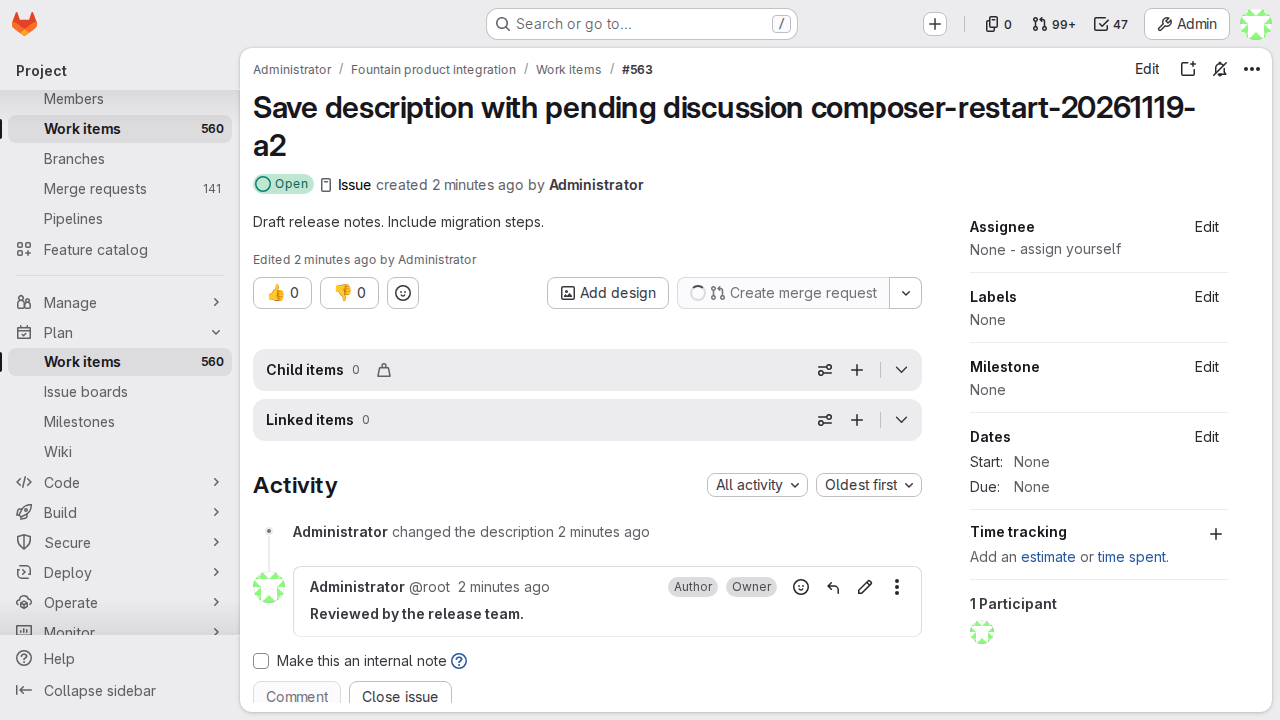 Search or go to...
/
0
99+
47
Admin
Project
Members
Work items
560
Branches
Merge requests
141
Pipelines
Feature catalog
Manage
Plan
Work items
560
Issue boards
Milestones
Wiki
Code
Build
Secure
Deploy
Operate
Monitor
Help
Collapse sidebar
Administrator / Fountain product integration / Work items / #563
Edit
Save description with pending discussion composer-restart-20261119-
a2
Open
Issue created 2 minutes ago by Administrator
Draft release notes. Include migration steps.
Edited 2 minutes ago by Administrator
0
0
Add design
Create merge request
Child items 0
Linked items 0
Activity
All activity
Oldest first
Administrator changed the description 2 minutes ago
Administrator @root 2 minutes ago
Author
Owner
Reviewed by the release team.
Make this an internal note
Comment
Close issue
Assignee
Edit
None - assign yourself
Labels
Edit
None
Milestone
Edit
None
Dates
Edit
Start: None
Due: None
Time tracking
Add an estimate or time spent.
1 Participant